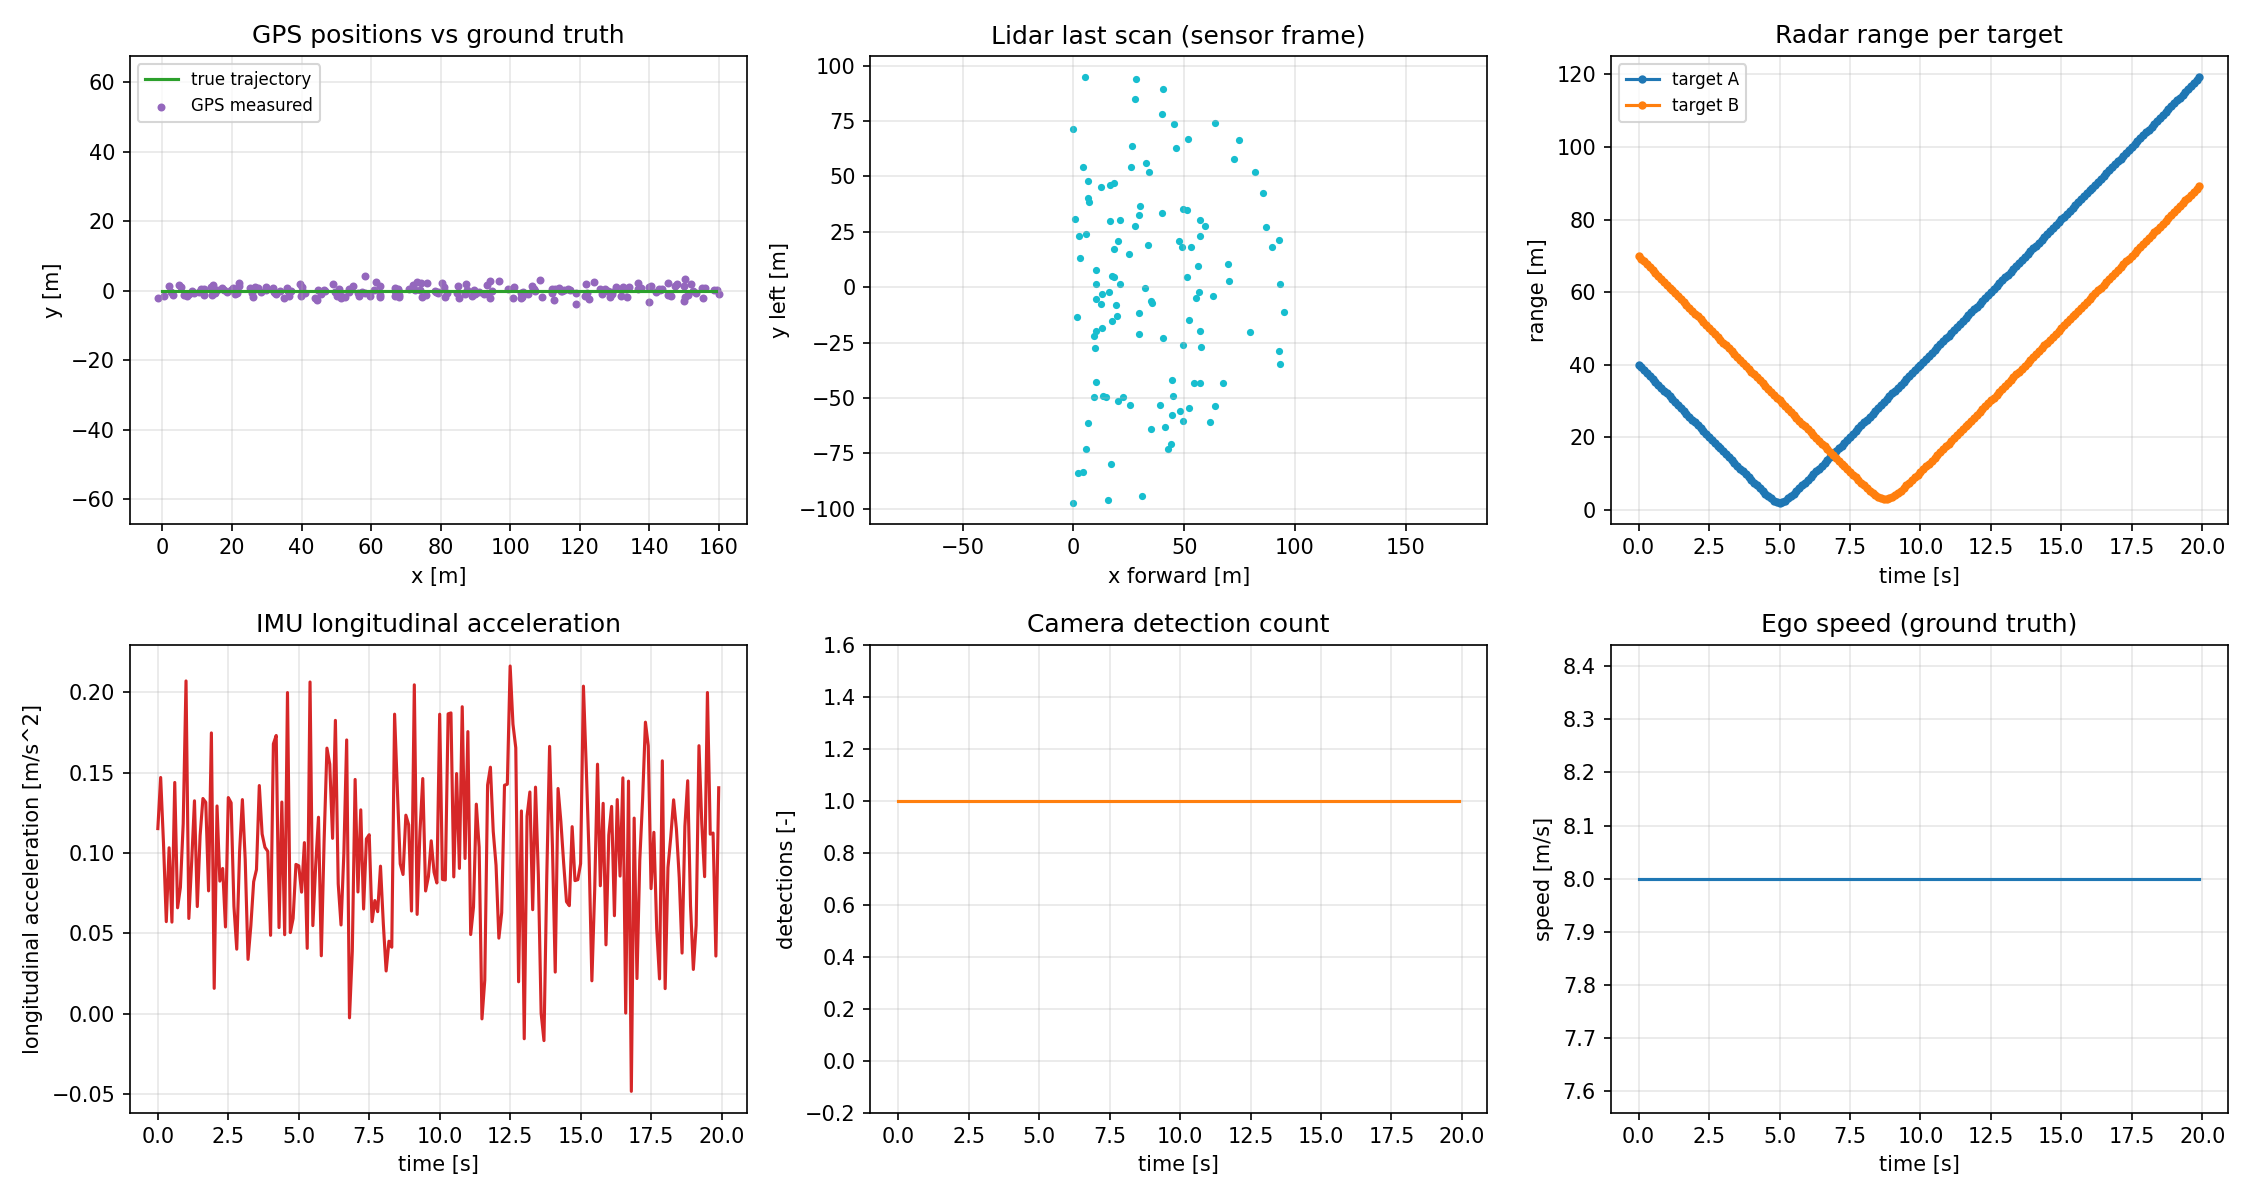 GPS positions vs ground truth
true trajectory
GPS measured
60
40
20
0
−20
−40
−60
y [m]
0 20 40 60 80 100 120 140 160
x [m]
Lidar last scan (sensor frame)
100
75
50
25
0
−25
−50
−75
−100
y left [m]
−50 0 50 100 150
x forward [m]
Radar range per target
target A
target B
120
100
80
60
40
20
0
range [m]
0.0 2.5 5.0 7.5 10.0 12.5 15.0 17.5 20.0
time [s]
IMU longitudinal acceleration
0.20
0.15
0.10
0.05
0.00
−0.05
longitudinal acceleration [m/s^2]
0.0 2.5 5.0 7.5 10.0 12.5 15.0 17.5 20.0
time [s]
Camera detection count
1.6
1.4
1.2
1.0
0.8
0.6
0.4
0.2
0.0
−0.2
detections [-]
0.0 2.5 5.0 7.5 10.0 12.5 15.0 17.5 20.0
time [s]
Ego speed (ground truth)
8.4
8.3
8.2
8.1
8.0
7.9
7.8
7.7
7.6
speed [m/s]
0.0 2.5 5.0 7.5 10.0 12.5 15.0 17.5 20.0
time [s]